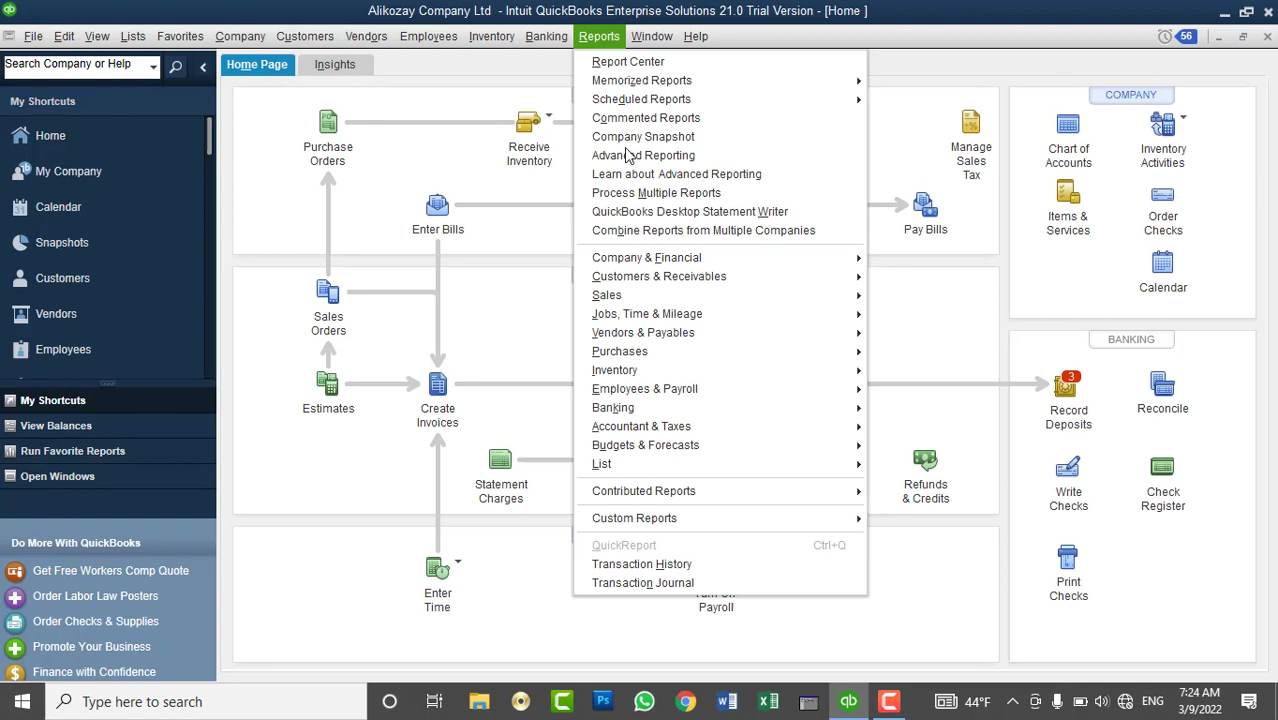 Alikozay Company Ltd - Intuit QuickBooks Enterprise Solutions 21.0 Trial Version - [Home ]
File Edit View Lists Favorites Company Customers Vendors Employees Inventory Banking Reports Window Help 56
Search Company or Help
Home Page
Insights
My Shortcuts
Home
My Company
Calendar
Snapshots
Customers
Vendors
Employees
My Shortcuts
View Balances
Run Favorite Reports
Open Windows
Do More With QuickBooks
Get Free Workers Comp Quote
Order Labor Law Posters
Order Checks & Supplies
Promote Your Business
Finance with Confidence
Purchase
Orders
Receive
Inventory
Enter Bills
Sales
Orders
Estimates
Create
Invoices
Statement
Charges
Enter
Time
Report Center
Memorized Reports
Scheduled Reports
Commented Reports
Company Snapshot
Advanced Reporting
Learn about Advanced Reporting
Process Multiple Reports
QuickBooks Desktop Statement Writer
Combine Reports from Multiple Companies
Company & Financial
Customers & Receivables
Sales
Jobs, Time & Mileage
Vendors & Payables
Purchases
Inventory
Employees & Payroll
Banking
Accountant & Taxes
Budgets & Forecasts
List
Contributed Reports
Custom Reports
QuickReport Ctrl+Q
Transaction History
Transaction Journal
Payroll
Manage
Sales
Tax
Pay Bills
Refunds
& Credits
COMPANY
Chart of
Accounts
Inventory
Activities
Items &
Services
Order
Checks
Calendar
BANKING
3
Record
Deposits
Reconcile
Write
Checks
Check
Register
Print
Checks
Type here to search
44°F
ENG
7:24 AM
3/9/2022